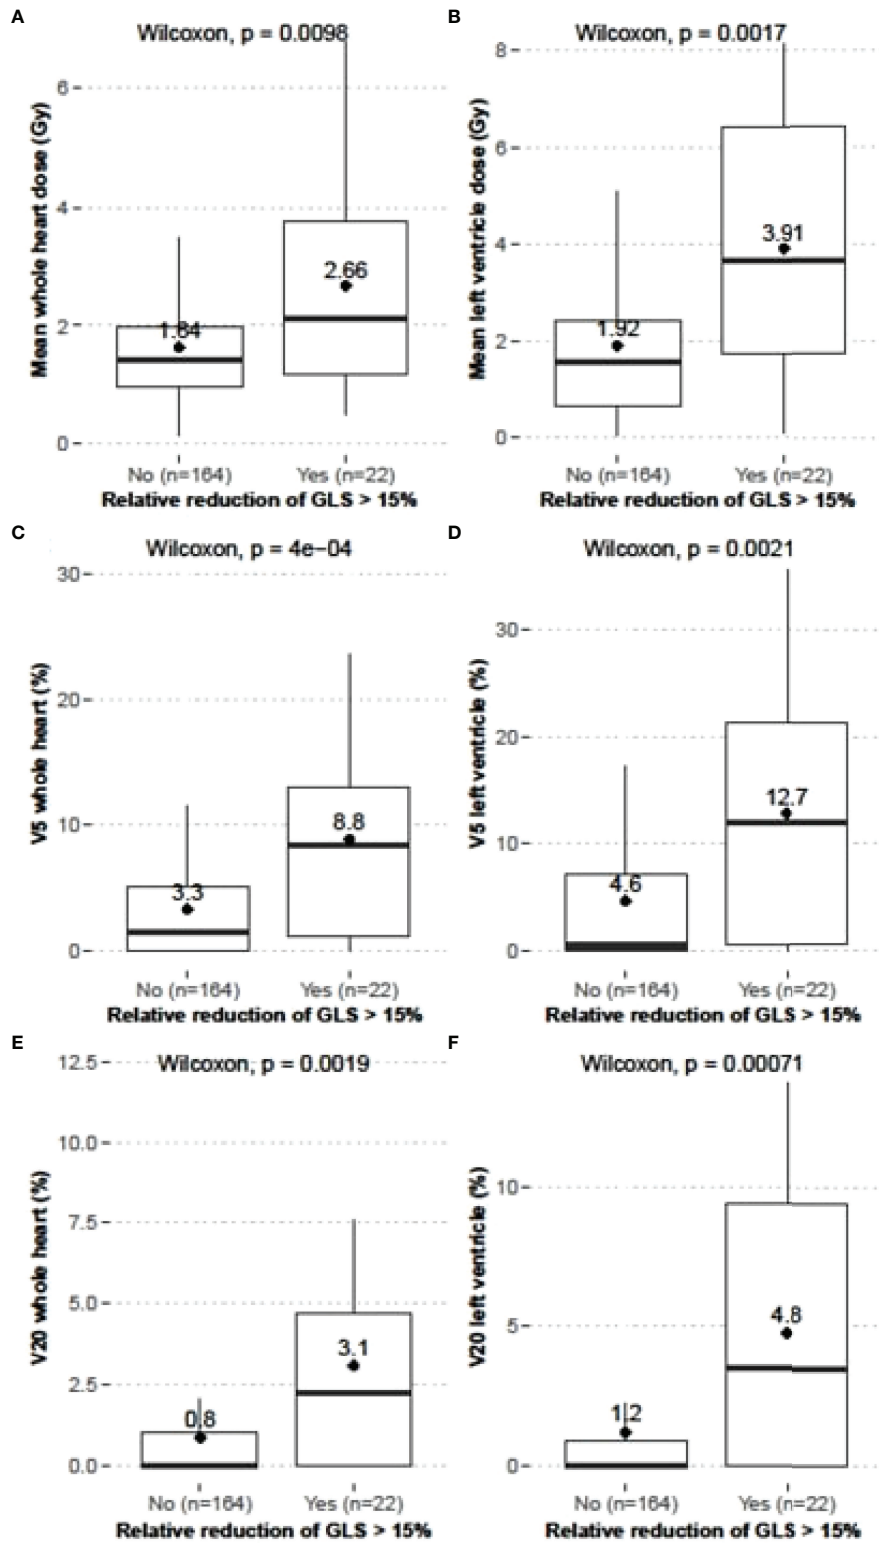 A
Wilcoxon, p = 0.0098
Mean whole heart dose (Gy)
6
4
2
0
1.64
2.66
No (n=164) Yes (n=22)
Relative reduction of GLS > 15%
B
Wilcoxon, p = 0.0017
Mean left ventricle dose (Gy)
8
6
4
2
0
1.92
3.91
No (n=164) Yes (n=22)
Relative reduction of GLS > 15%
C
Wilcoxon, p = 4e−04
V5 whole heart (%)
30
20
10
0
3.3
8.8
No (n=164) Yes (n=22)
Relative reduction of GLS > 15%
D
Wilcoxon, p = 0.0021
V5 left ventricle (%)
30
20
10
0
4.6
12.7
No (n=164) Yes (n=22)
Relative reduction of GLS > 15%
E
Wilcoxon, p = 0.0019
V20 whole heart (%)
12.5
10.0
7.5
5.0
2.5
0.0
0.8
3.1
No (n=164) Yes (n=22)
Relative reduction of GLS > 15%
F
Wilcoxon, p = 0.00071
V20 left ventricle (%)
10
5
0
1.2
4.8
No (n=164) Yes (n=22)
Relative reduction of GLS > 15%